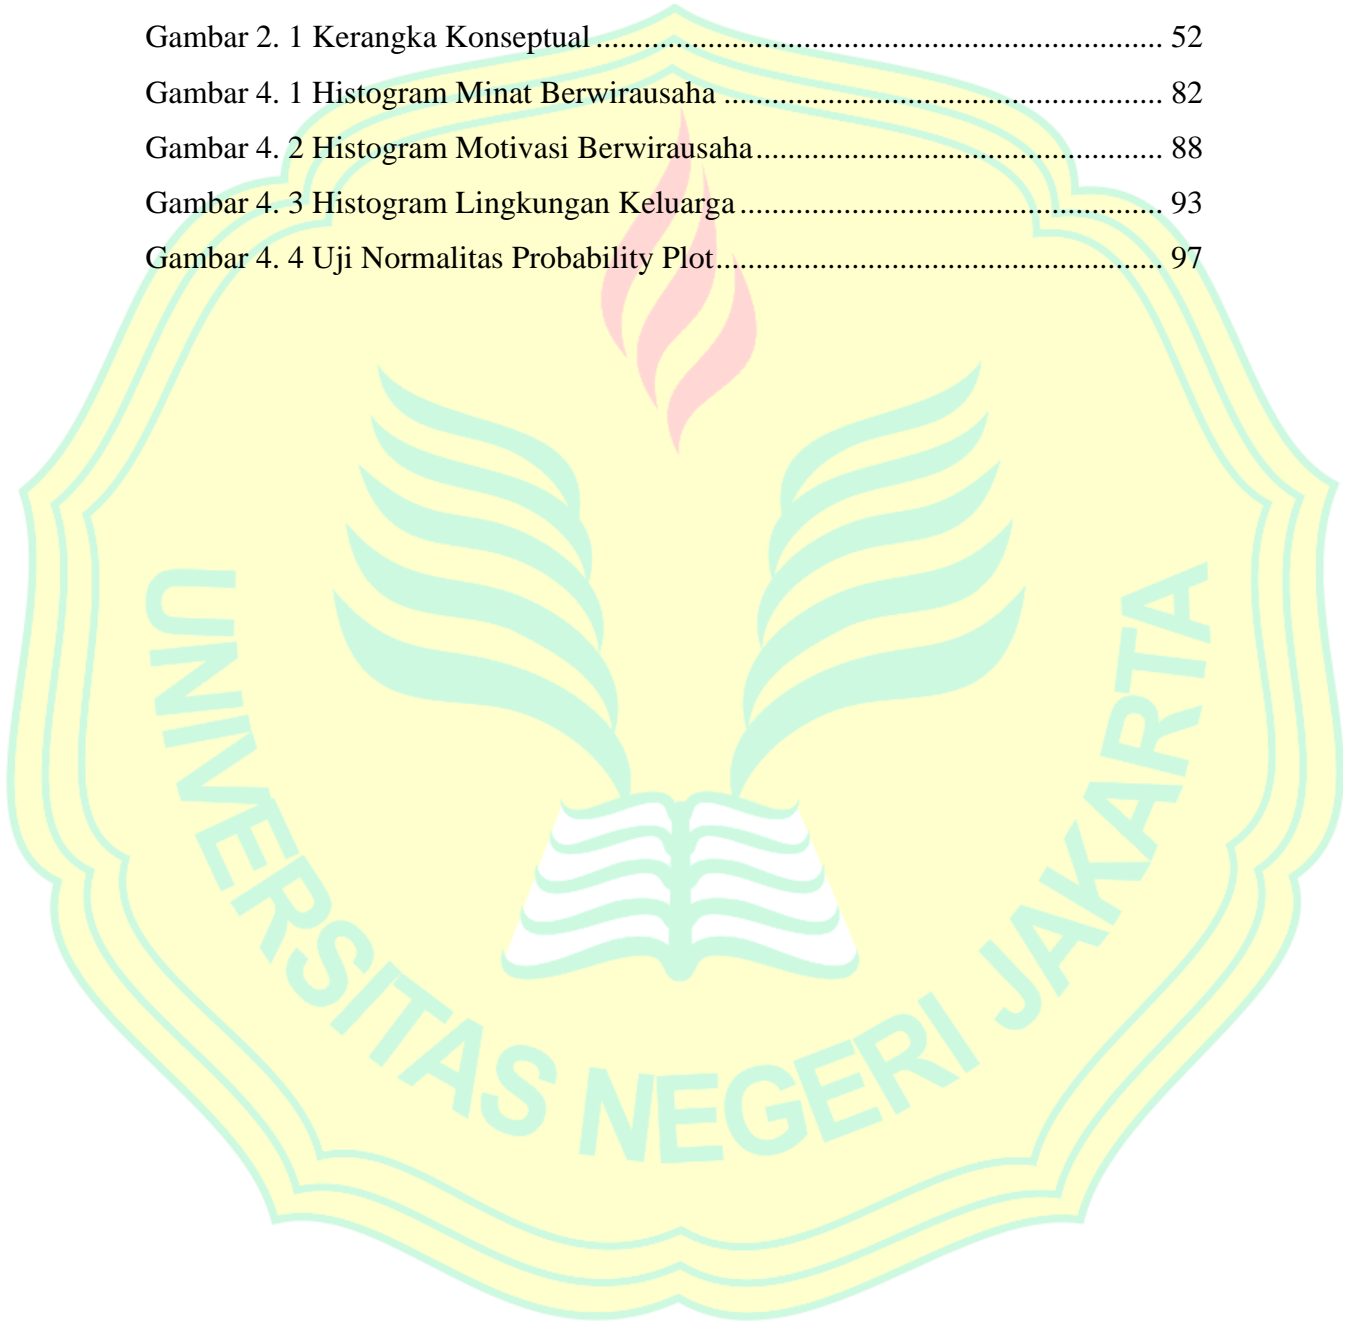 Gambar 2. 1 Kerangka Konseptual ........................................................................ 52
Gambar 4. 1 Histogram Minat Berwirausaha ........................................................ 82
Gambar 4. 2 Histogram Motivasi Berwirausaha.................................................... 88
Gambar 4. 3 Histogram Lingkungan Keluarga ...................................................... 93
Gambar 4. 4 Uji Normalitas Probability Plot......................................................... 97
UNIVERSITAS NEGERI JAKARTA